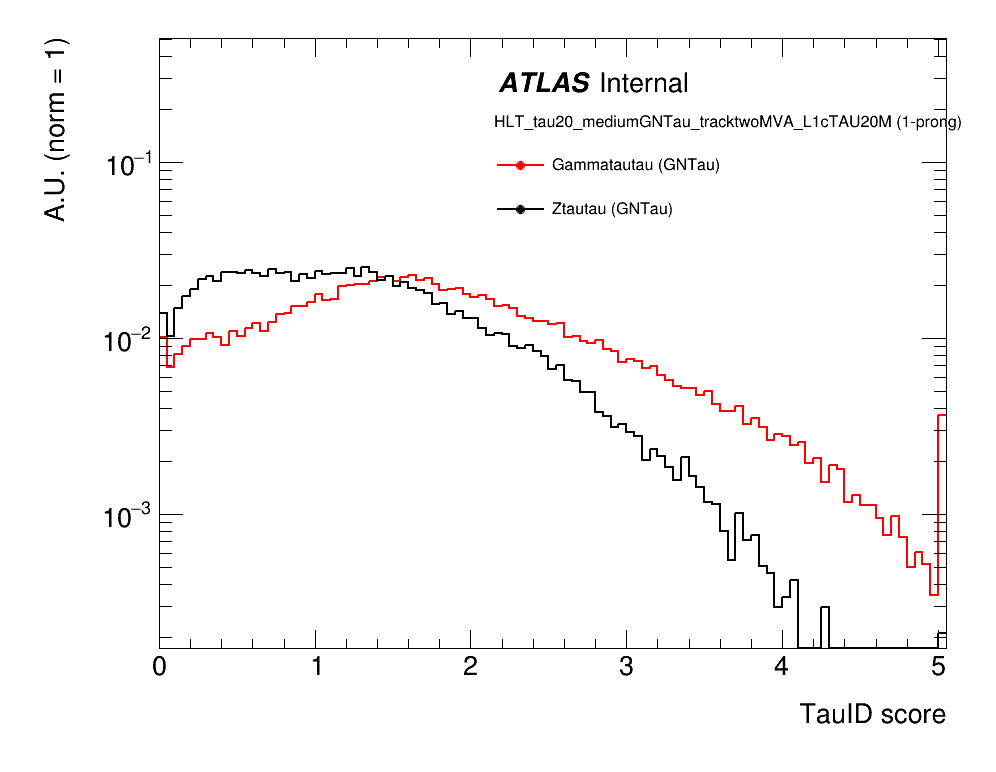 A.U. (norm = 1)
ATLAS Internal
HLT_tau20_mediumGNTau_tracktwoMVA_L1cTAU20M (1-prong)
Gammatautau (GNTau)
Ztautau (GNTau)
10⁻¹
10⁻²
10⁻³
0 1 2 3 4 5
TauID score